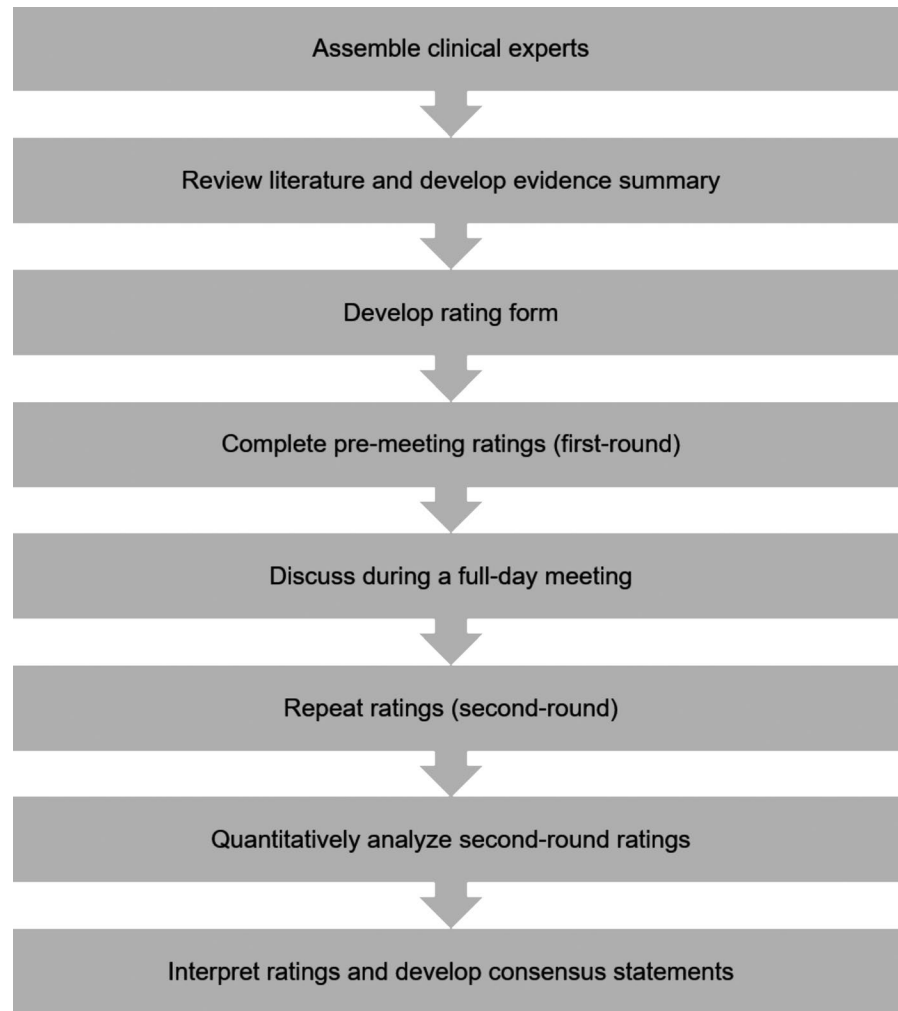 Assemble clinical experts
Review literature and develop evidence summary
Develop rating form
Complete pre-meeting ratings (first-round)
Discuss during a full-day meeting
Repeat ratings (second-round)
Quantitatively analyze second-round ratings
Interpret ratings and develop consensus statements